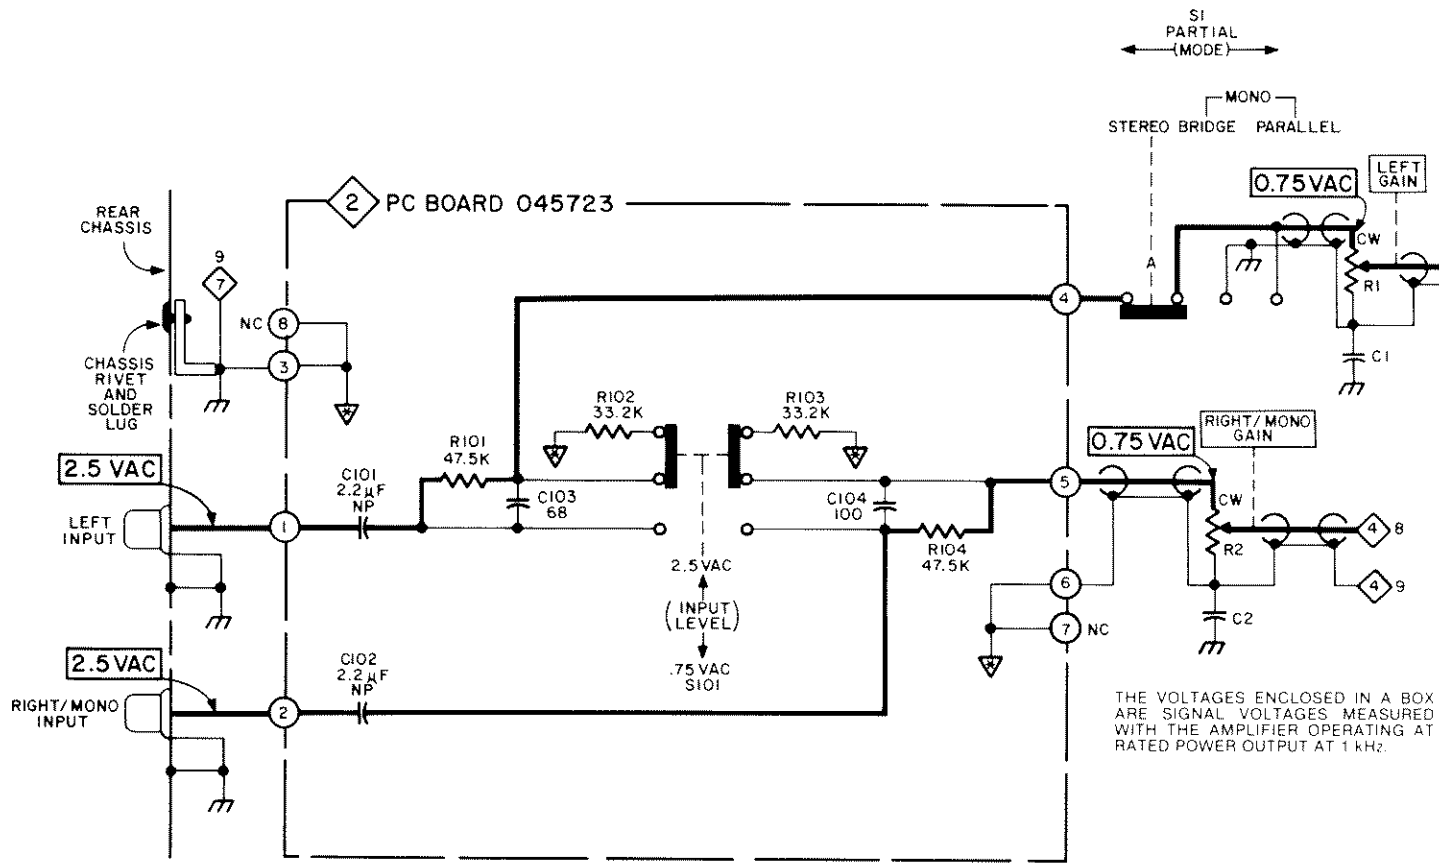 S1
PARTIAL
(MODE)
MONO
STEREO BRIDGE PARALLEL
LEFT
GAIN
0.75 VAC
2 PC BOARD 045723
REAR
CHASSIS
CW
9
7
A
R1
4
NC 8
3
C1
CHASSIS
RIVET
AND
SOLDER
LUG
R102
33.2K
R103
33.2K
RIGHT/MONO
GAIN
R101
47.5K
0.75 VAC
2.5 VAC
C101
2.2µF
NP
5
C103
68
C104
100
CW
LEFT
INPUT
1
R104
47.5K
R2
4 8
2.5VAC
6
4 9
(INPUT
LEVEL)
C2
7 NC
2.5 VAC
C102
2.2µF
NP
.75VAC
S101
RIGHT/MONO
INPUT
2
THE VOLTAGES ENCLOSED IN A BOX
ARE SIGNAL VOLTAGES MEASURED
WITH THE AMPLIFIER OPERATING AT
RATED POWER OUTPUT AT 1 kHz.